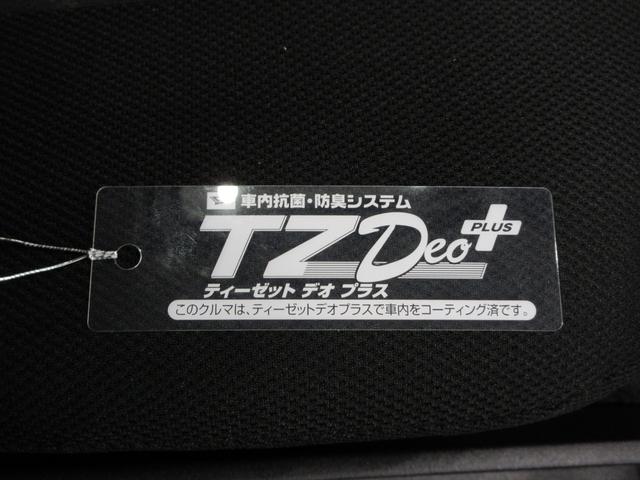 車内抗菌・防臭システム
TZDeo
PLUS
ティーゼット デオ プラス
このクルマは、ティーゼットデオプラスで車内をコーティング済です。